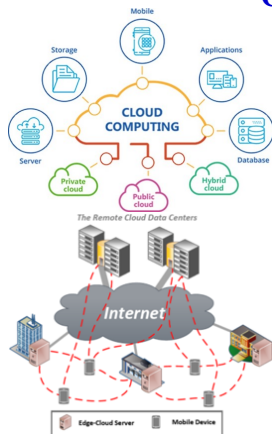 Mobile
Storage
Applications
CLOUD
COMPUTING
Server
Database
Private
cloud
Public
cloud
Hybrid
cloud
The Remote Cloud Data Centers
Internet
Edge-Cloud Server
Mobile Device